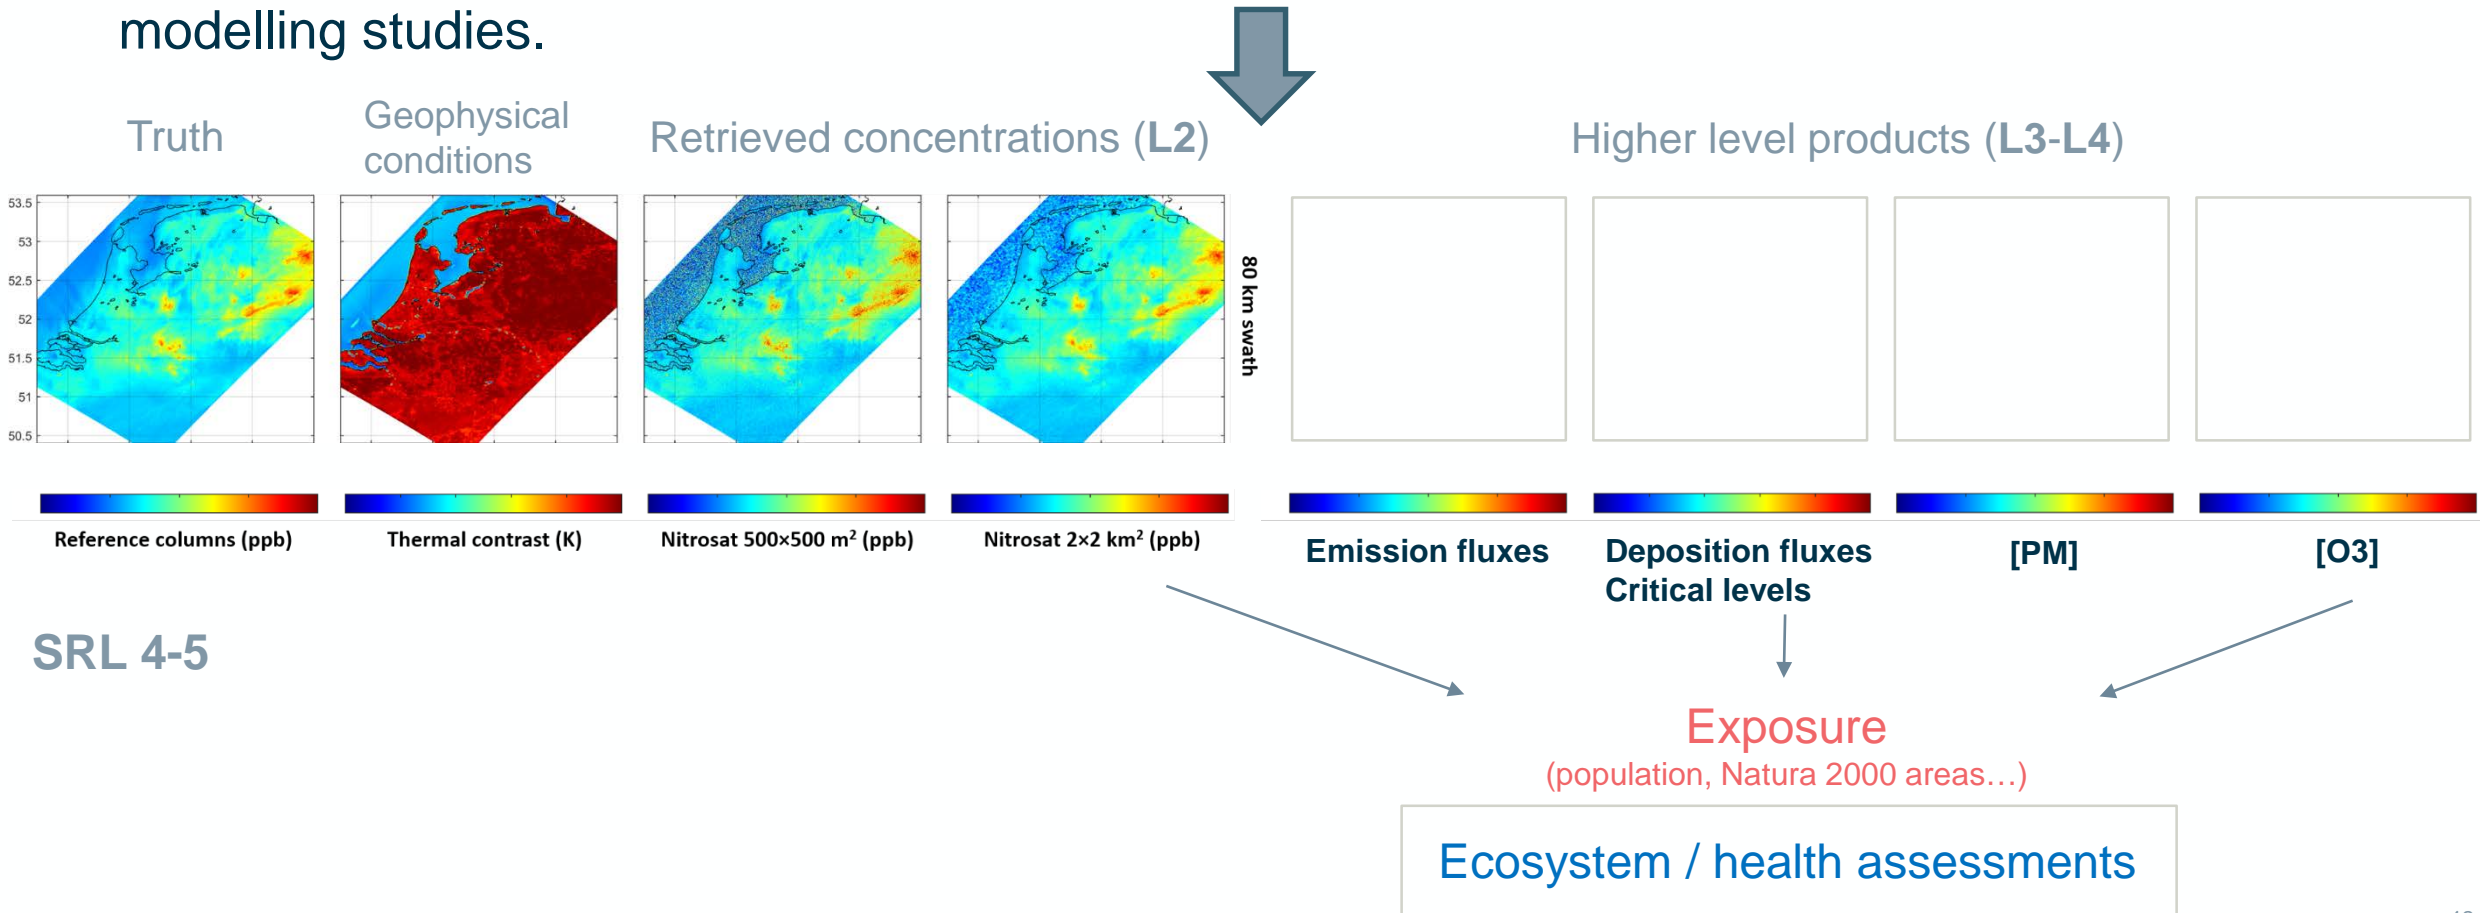 modelling studies.
Truth
Geophysical
conditions
Retrieved concentrations (L2)
Higher level products (L3-L4)
53.5
53
52.5
52
51.5
51
50.5
80 km swath
Reference columns (ppb)
Thermal contrast (K)
Nitrosat 500×500 m² (ppb)
Nitrosat 2×2 km² (ppb)
Emission fluxes
Deposition fluxes
Critical levels
[PM]
[O3]
SRL 4-5
Exposure
(population, Natura 2000 areas…)
Ecosystem / health assessments